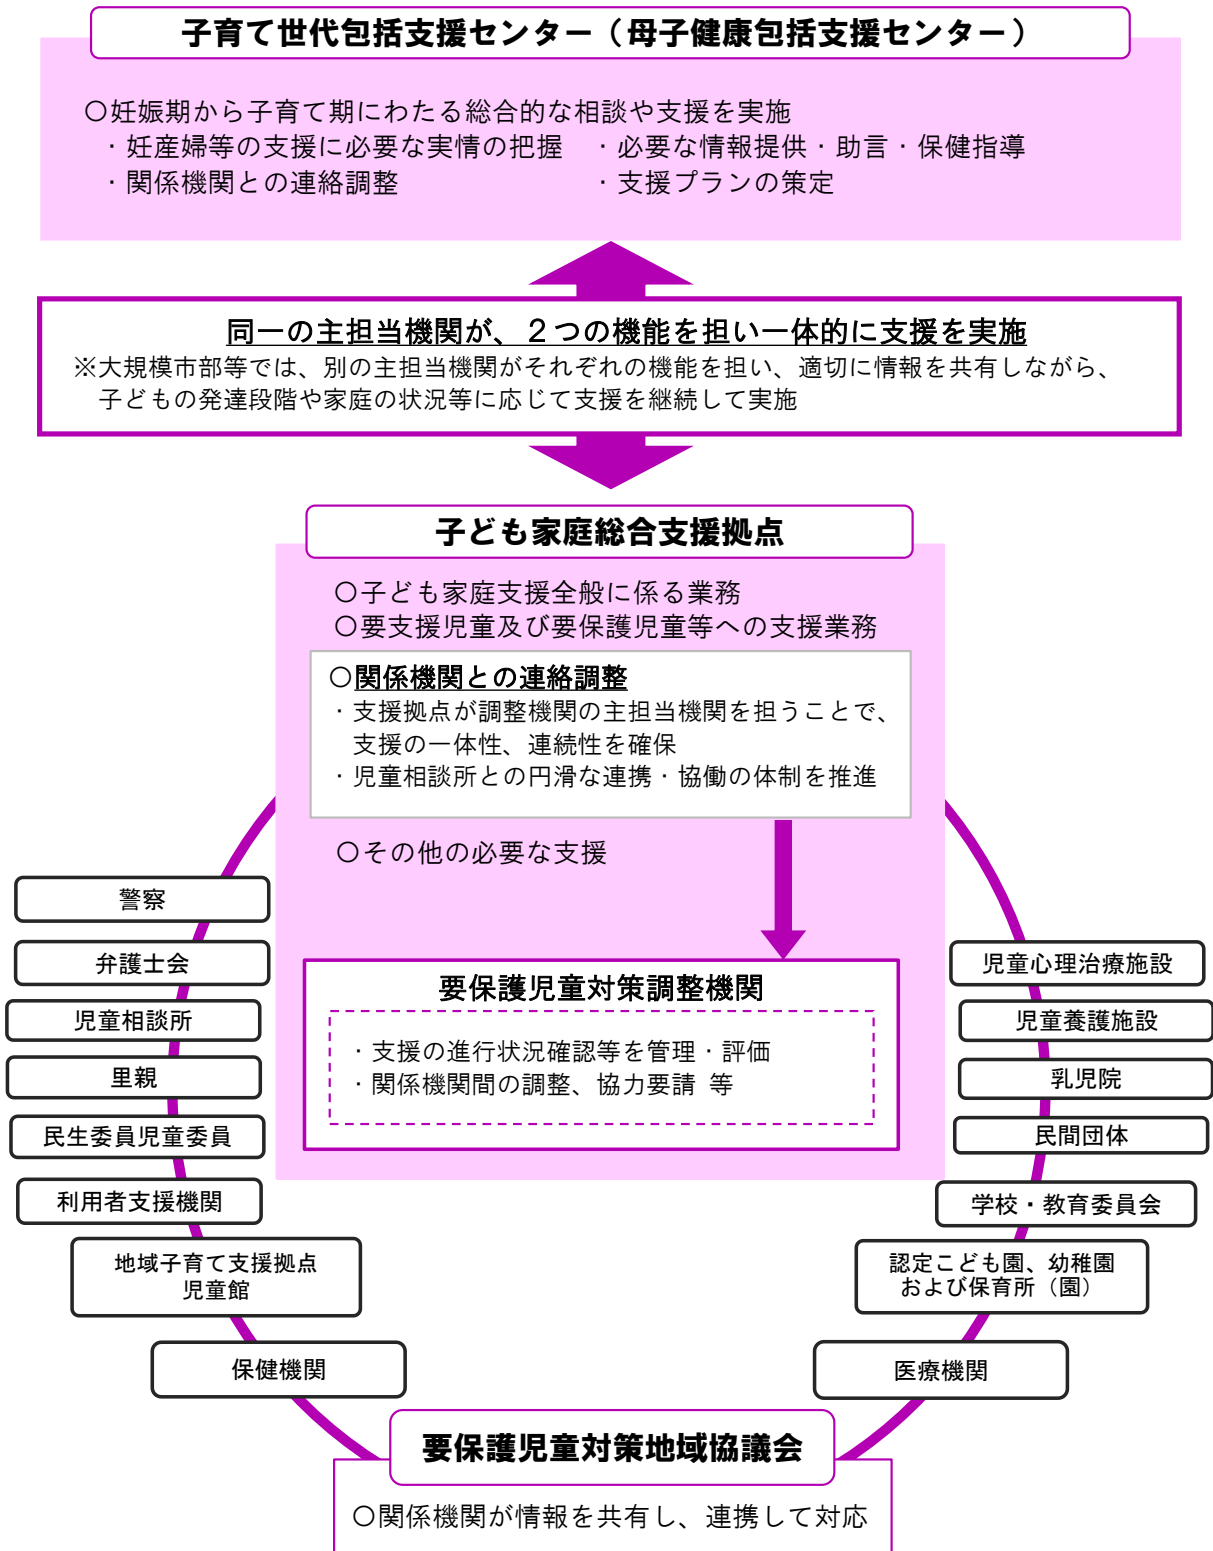 子育て世代包括支援センター（母子健康包括支援センター）
〇妊娠期から子育て期にわたる総合的な相談や支援を実施
・妊産婦等の支援に必要な実情の把握　・必要な情報提供・助言・保健指導
・関係機関との連絡調整　・支援プランの策定
同一の主担当機関が、２つの機能を担い一体的に支援を実施
※大規模市部等では、別の主担当機関がそれぞれの機能を担い、適切に情報を共有しながら、
子どもの発達段階や家庭の状況等に応じて支援を継続して実施
子ども家庭総合支援拠点
〇子ども家庭支援全般に係る業務
〇要支援児童及び要保護児童等への支援業務
〇関係機関との連絡調整
・支援拠点が調整機関の主担当機関を担うことで、
支援の一体性、連続性を確保
・児童相談所との円滑な連携・協働の体制を推進
〇その他の必要な支援
要保護児童対策調整機関
・支援の進行状況確認等を管理・評価
・関係機関間の調整、協力要請 等
警察
弁護士会
児童相談所
里親
民生委員児童委員
利用者支援機関
地域子育て支援拠点
児童館
保健機関
児童心理治療施設
児童養護施設
乳児院
民間団体
学校・教育委員会
認定こども園、幼稚園
および保育所（園）
医療機関
要保護児童対策地域協議会
〇関係機関が情報を共有し、連携して対応